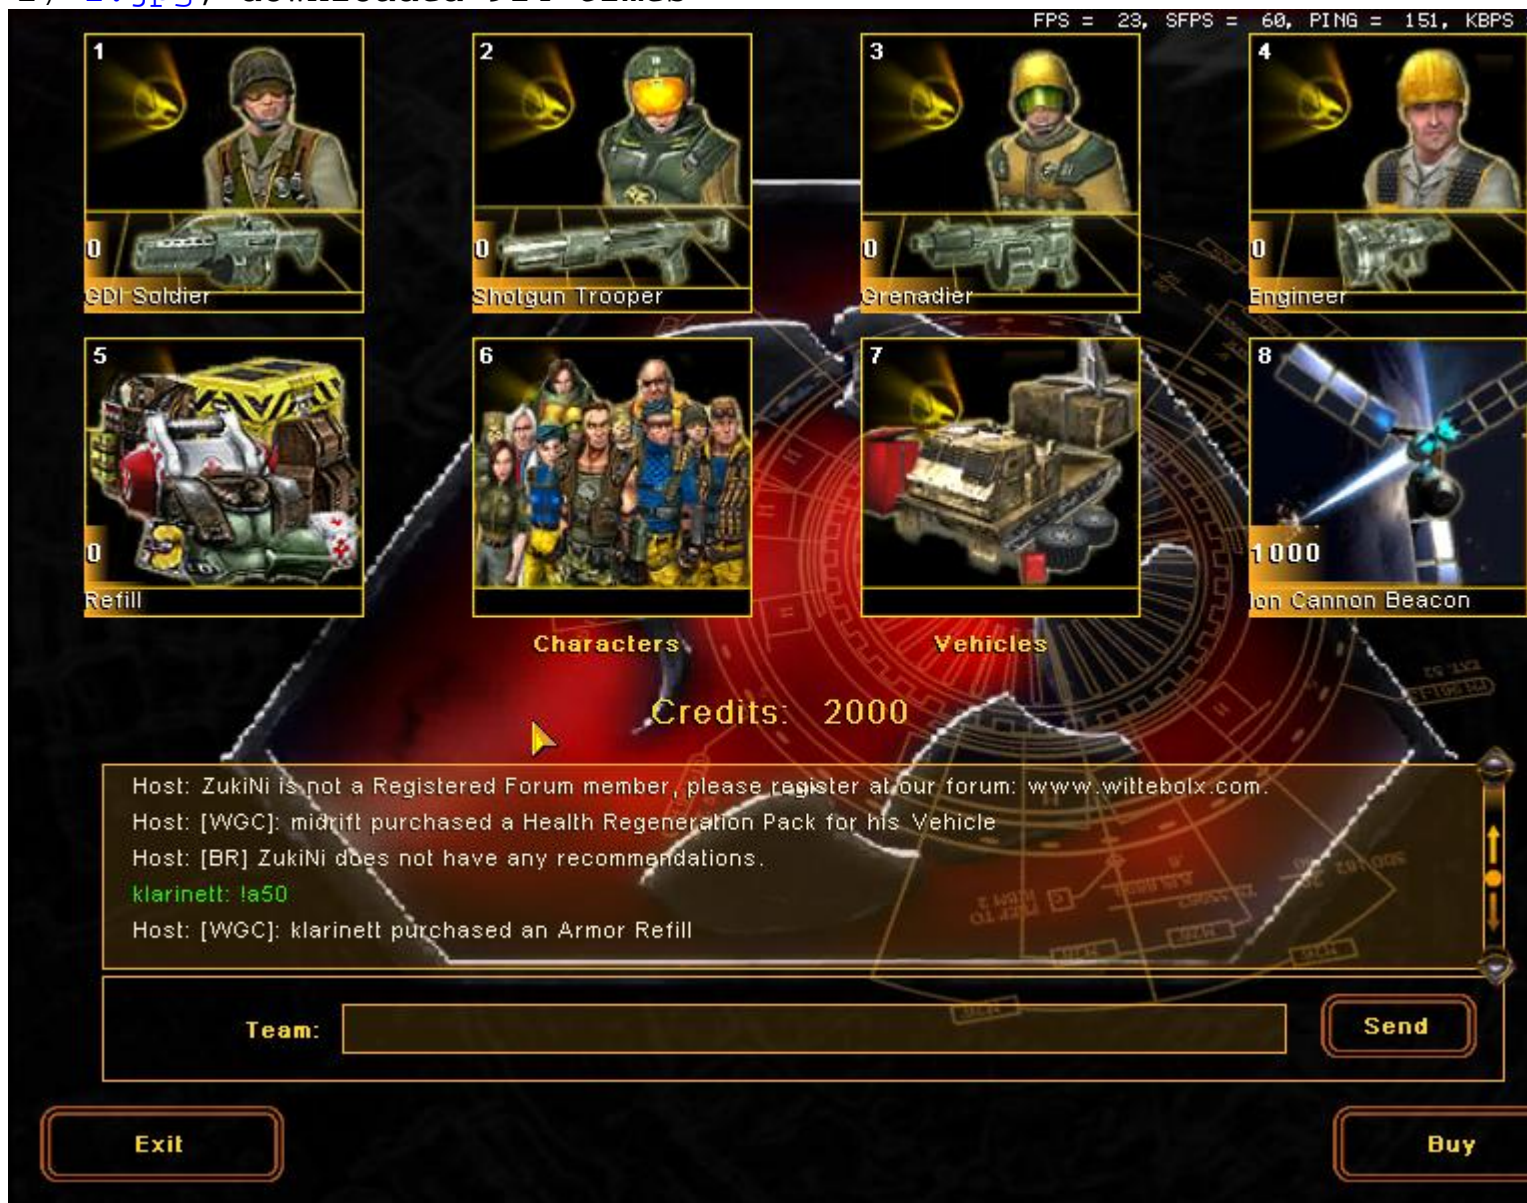 FPS = 23, SFPS = 60, PING = 151, KBPS
1
2
3
4
0
0
0
0
GDI Soldier
Shotgun Trooper
Grenadier
Engineer
5
6
7
8
0
1000
Refill
Ion Cannon Beacon
Characters
Vehicles
Credits: 2000
Host: ZukiNi is not a Registered Forum member, please register at our forum: www.wittebolx.com.
Host: [WGC]: midrift purchased a Health Regeneration Pack for his Vehicle
Host: [BR] ZukiNi does not have any recommendations.
klarinett: !a50
Host: [WGC]: klarinett purchased an Armor Refill
Team:
Send
Exit
Buy